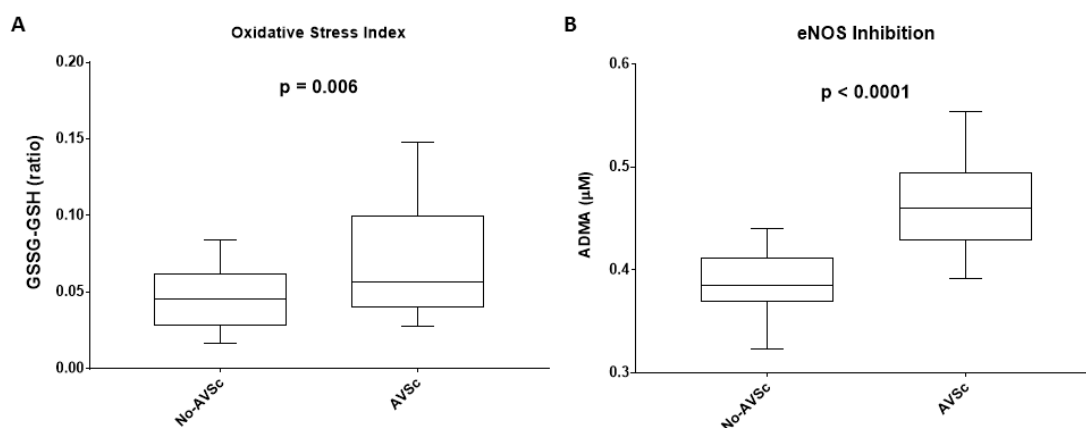 A
Oxidative Stress Index
p = 0.006
GSSG-GSH (ratio)
0.20
0.15
0.10
0.05
0.00
No-AVSc
AVSc
B
eNOS Inhibition
p < 0.0001
ADMA (µM)
0.6
0.5
0.4
0.3
No-AVSc
AVSc